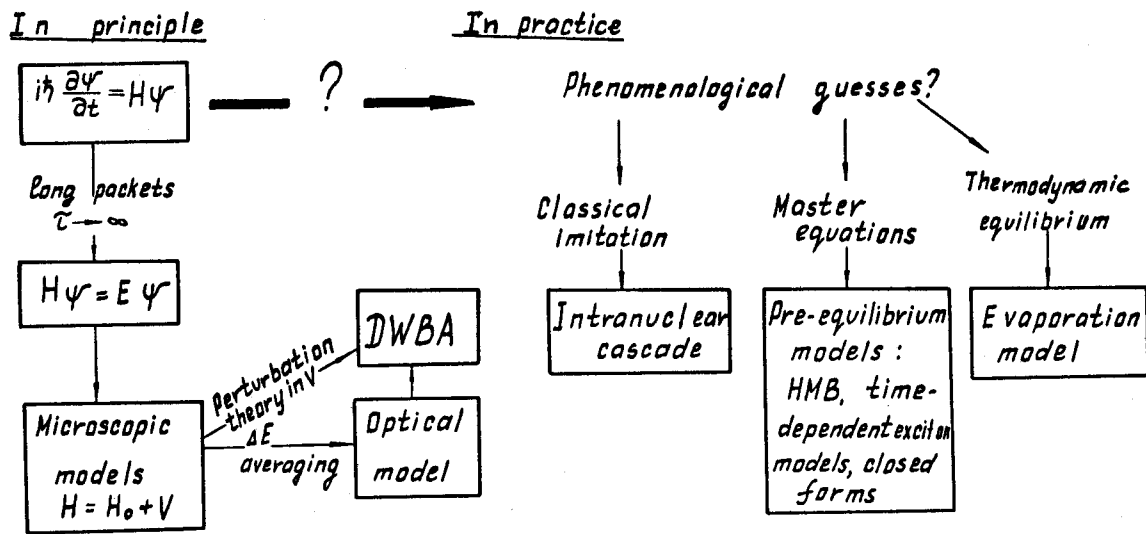 In principle
iħ ∂ψ/∂t = Hψ
long packets
τ → ∞
Hψ = Eψ
Microscopic
models
H = H₀ + V
Perturbation
theory in V
ΔE
averaging
DWBA
Optical
model
?
In practice
Phenomenological guesses?
Classical
imitation
Intranuclear
cascade
Master
equations
Pre-equilibrium
models :
HMB, time-
dependent exciton
models, closed
forms
Thermodynamic
equilibrium
Evaporation
model